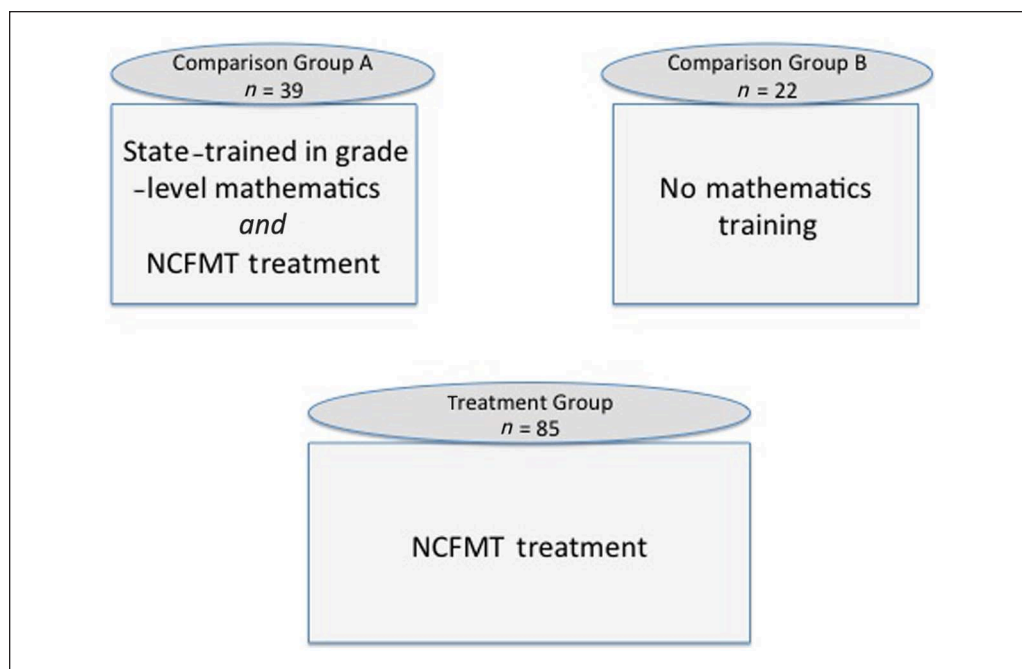 Comparison Group A
n = 39
State-trained in grade
-level mathematics
and
NCFMT treatment
Comparison Group B
n = 22
No mathematics
training
Treatment Group
n = 85
NCFMT treatment